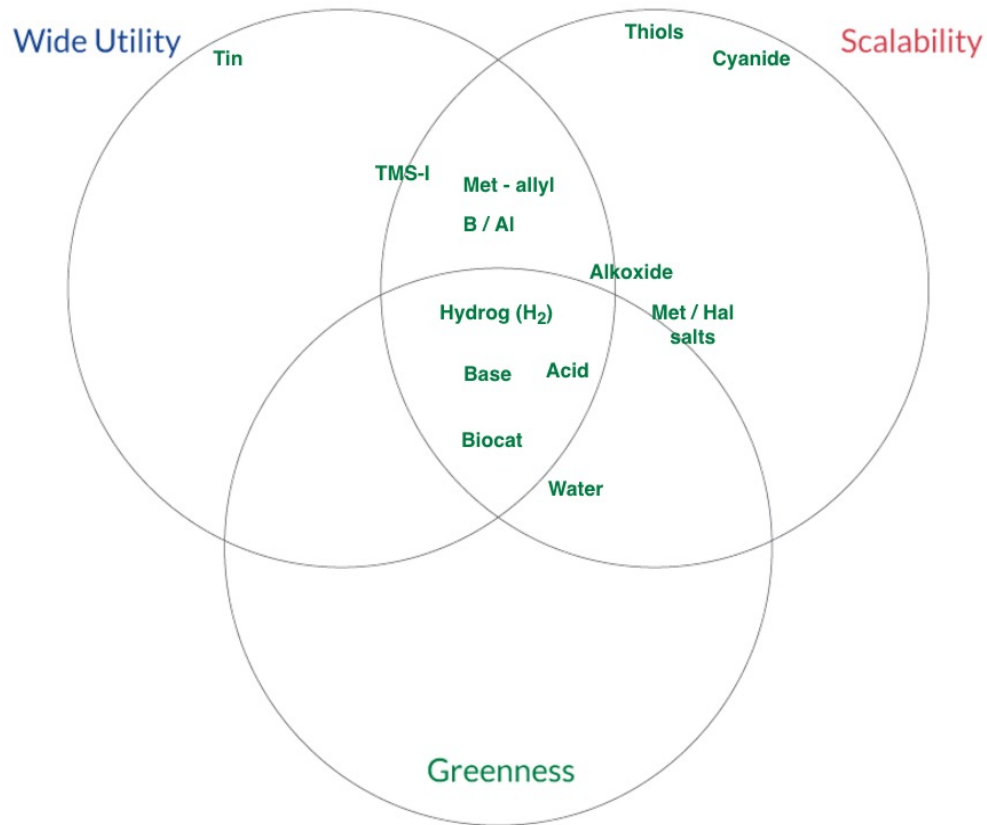 Wide Utility
Tin
Thiols
Cyanide
Scalability
TMS-I
Met - allyl
B / Al
Alkoxide
Hydrog (H₂)
Met / Hal
salts
Base
Acid
Biocat
Water
Greenness